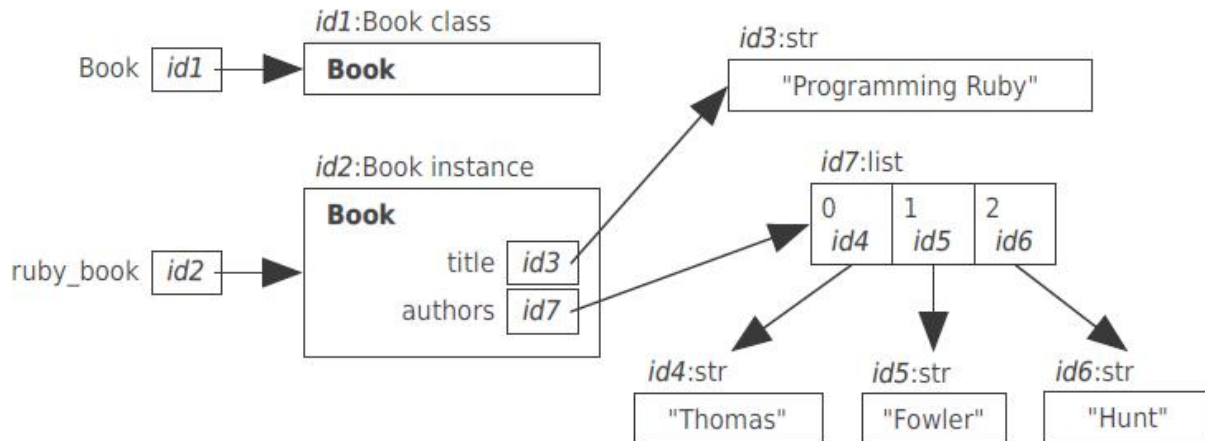 id1:Book class
Book id1
Book
id3:str
"Programming Ruby"
id2:Book instance
Book
ruby_book id2
title id3
authors id7
id7:list
0 1 2
id4 id5 id6
id4:str id5:str id6:str
"Thomas" "Fowler" "Hunt"